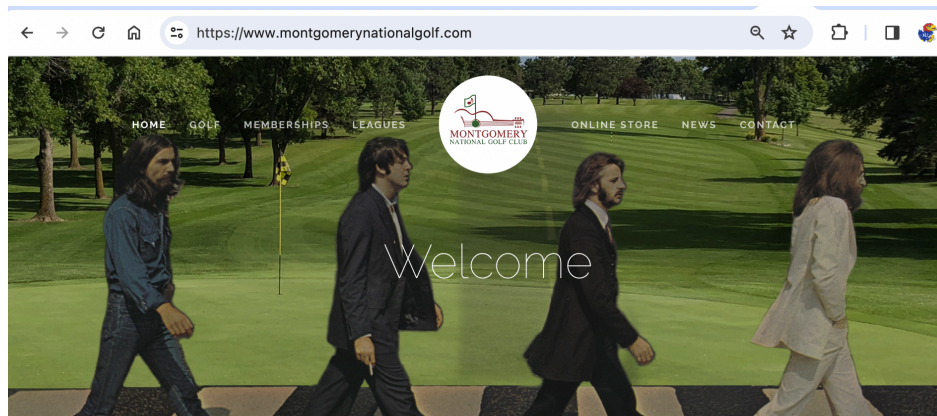 https://www.montgomerynationalgolf.com
HOME GOLF MEMBERSHIPS LEAGUES
MONTGOMERY
NATIONAL GOLF CLUB
ONLINE STORE NEWS CONTACT
Welcome